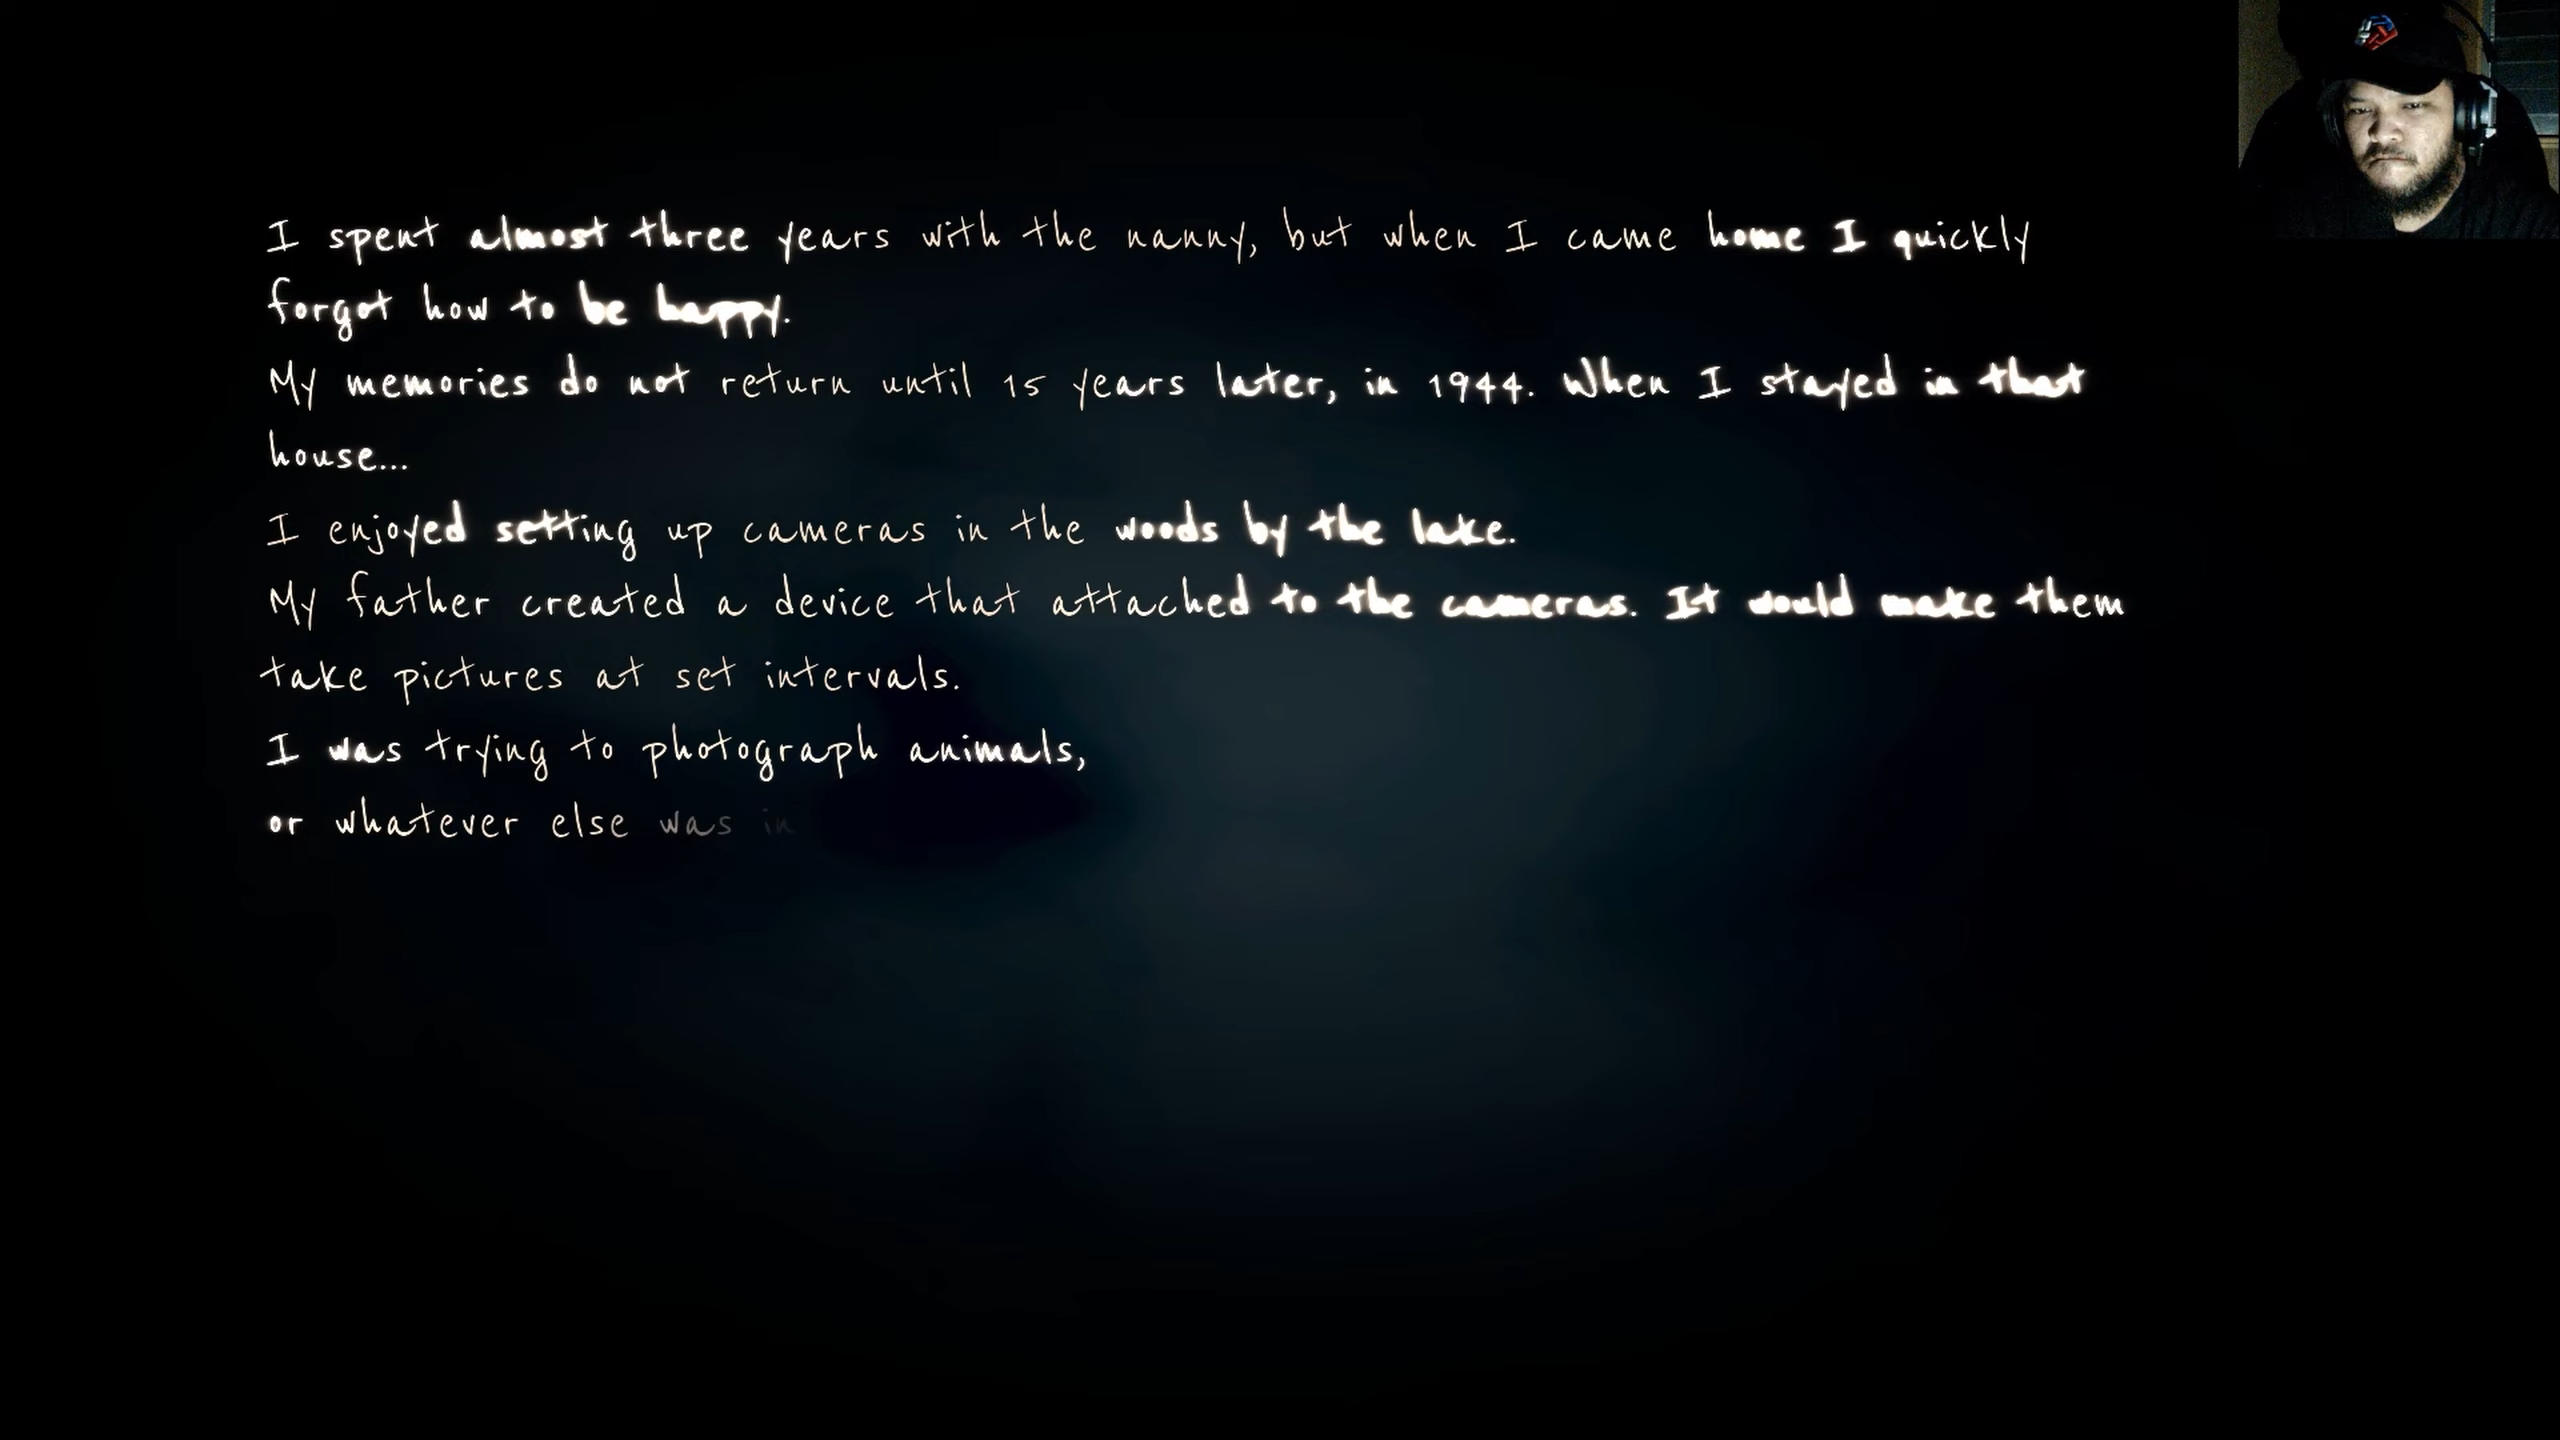 I spent almost three years with the nanny, but when I came home I quickly
forgot how to be happy.
My memories do not return until 15 years later, in 1944. When I stayed in that
house...
I enjoyed setting up cameras in the woods by the lake.
My father created a device that attached to the cameras. It would make them
take pictures at set intervals.
I was trying to photograph animals,
or whatever else was in